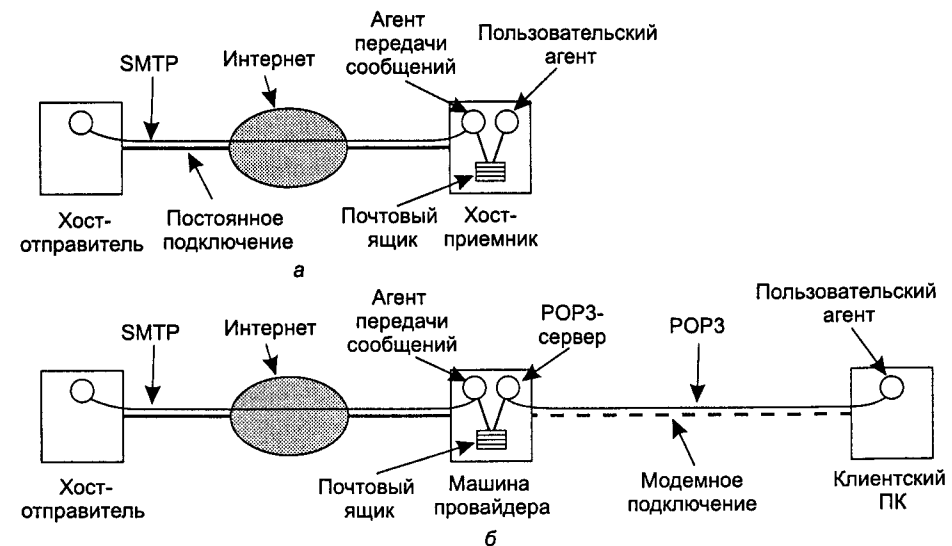 Агент
передачи
сообщений
Пользовательский
агент
SMTP
Интернет
Хост-
отправитель
Постоянное
подключение
Почтовый
ящик
Хост-
приемник
а
Агент
передачи
сообщений
POP3-
сервер
Пользовательский
агент
SMTP
Интернет
POP3
Хост-
отправитель
Почтовый
ящик
Машина
провайдера
Модемное
подключение
Клиентский
ПК
б